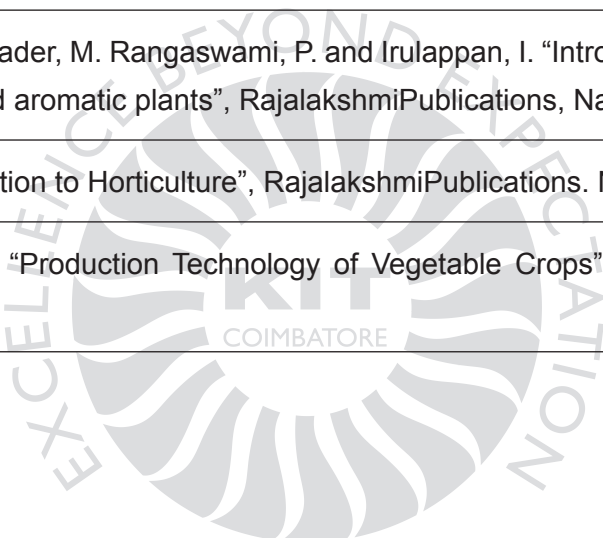 ader, M. Rangaswami, P. and Irulappan, I. “Intro
d aromatic plants”, RajalakshmiPublications, Na
tion to Horticulture”, RajalakshmiPublications. N
“Production Technology of Vegetable Crops”
EXCELLENCE BEYOND EXPECTATION
KIT
COIMBATORE